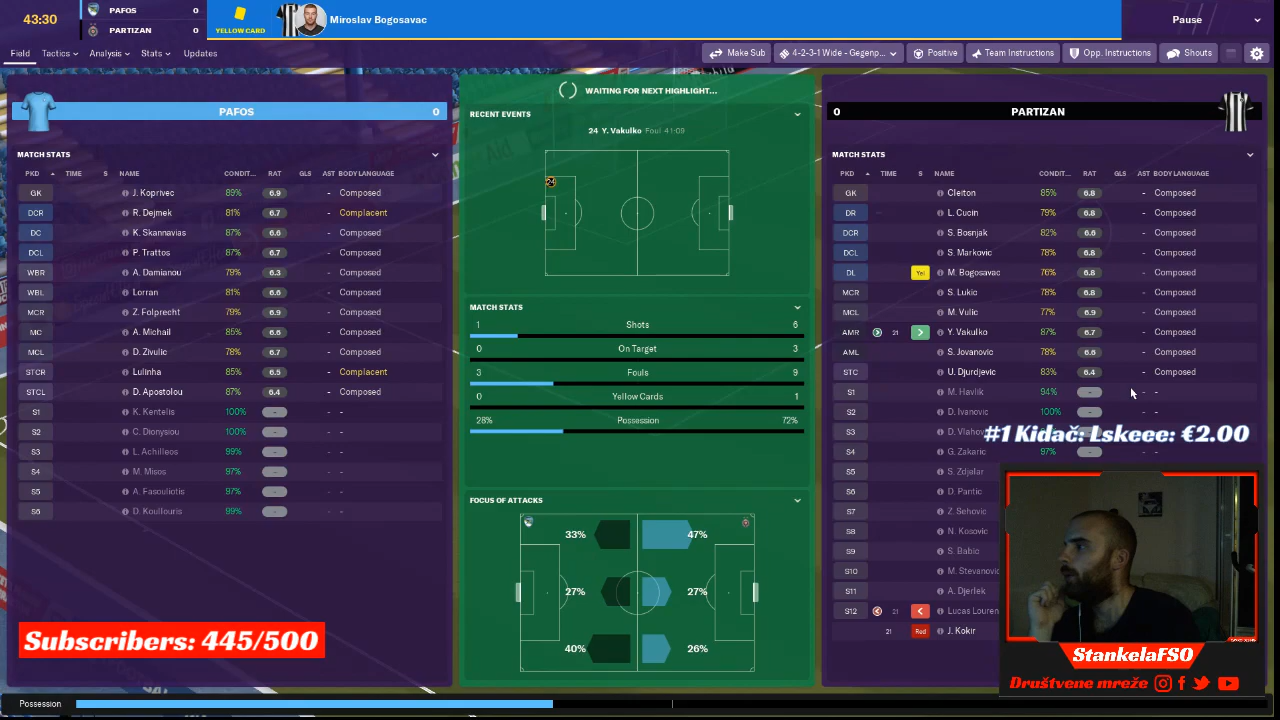 43:30
PAFOS 0
PARTIZAN 0
YELLOW CARD
Miroslav Bogosavac
Pause
Field Tactics Analysis Stats Updates
Make Sub
4-2-3-1 Wide - Gegenp...
Positive
Team Instructions
Opp. Instructions
Shouts
PAFOS 0
MATCH STATS
PKD TIME S NAME CONDIT... RAT GLS AST BODY LANGUAGE
GK J. Koprivec 89% 6.9 - Composed
DCR R. Dejmek 81% 6.7 - Complacent
DC K. Skannavias 87% 6.6 - Composed
DCL P. Trattos 87% 6.7 - Composed
WBR A. Damianou 79% 6.3 - Composed
WBL Lorran 81% 6.6 - Composed
MCR Z. Folprecht 79% 6.9 - Composed
MC A. Michail 85% 6.6 - Composed
MCL D. Zivulic 78% 6.7 - Composed
STCR Lulinha 85% 6.5 - Complacent
STCL D. Apostolou 87% 6.4 - Composed
S1 K. Kentelis 100% - - -
S2 C. Dionysiou 100% - - -
S3 L. Achilleos 99% - - -
S4 M. Misos 97% - - -
S5 A. Fasouliotis 97% - - -
S6 D. Koullouris 99% - - -
Subscribers: 445/500
WAITING FOR NEXT HIGHLIGHT...
RECENT EVENTS
24 Y. Vakulko Foul 41:09
24
MATCH STATS
1 Shots 6
0 On Target 3
3 Fouls 9
0 Yellow Cards 1
28% Possession 72%
FOCUS OF ATTACKS
33% 47%
27% 27%
40% 26%
0 PARTIZAN
MATCH STATS
PKD TIME S NAME CONDIT... RAT GLS AST BODY LANGUAGE
GK Cleiton 85% 6.8 - Composed
DR L. Cucin 79% 6.8 - Composed
DCR S. Bosnjak 82% 6.6 - Composed
DCL S. Markovic 78% 6.8 - Composed
DL Yel M. Bogosavac 76% 6.8 - Composed
MCR S. Lukic 78% 6.8 - Composed
MCL M. Vulic 77% 6.9 - Composed
AMR 21 Y. Vakulko 87% 6.7 - Composed
AML S. Jovanovic 78% 6.6 - Composed
STC U. Djurdjevic 83% 6.4 - Composed
S1 M. Havlik 94% - - -
S2 D. Ivanovic 100% - - -
S3 D. Vlahov
#1 Kidač: Lskeee: €2.00
S4 G. Zakaric 97% - - -
S5 S. Zdjelar
S6 D. Pantic
S7 Z. Sehovic
S8 N. Kosovic
S9 S. Babic
S10 M. Stevanovic
S11 A. Djerlek
S12 21 Lucas Louren
21 Red J. Kokir
StankelaFSO
Društvene mreže
Possession